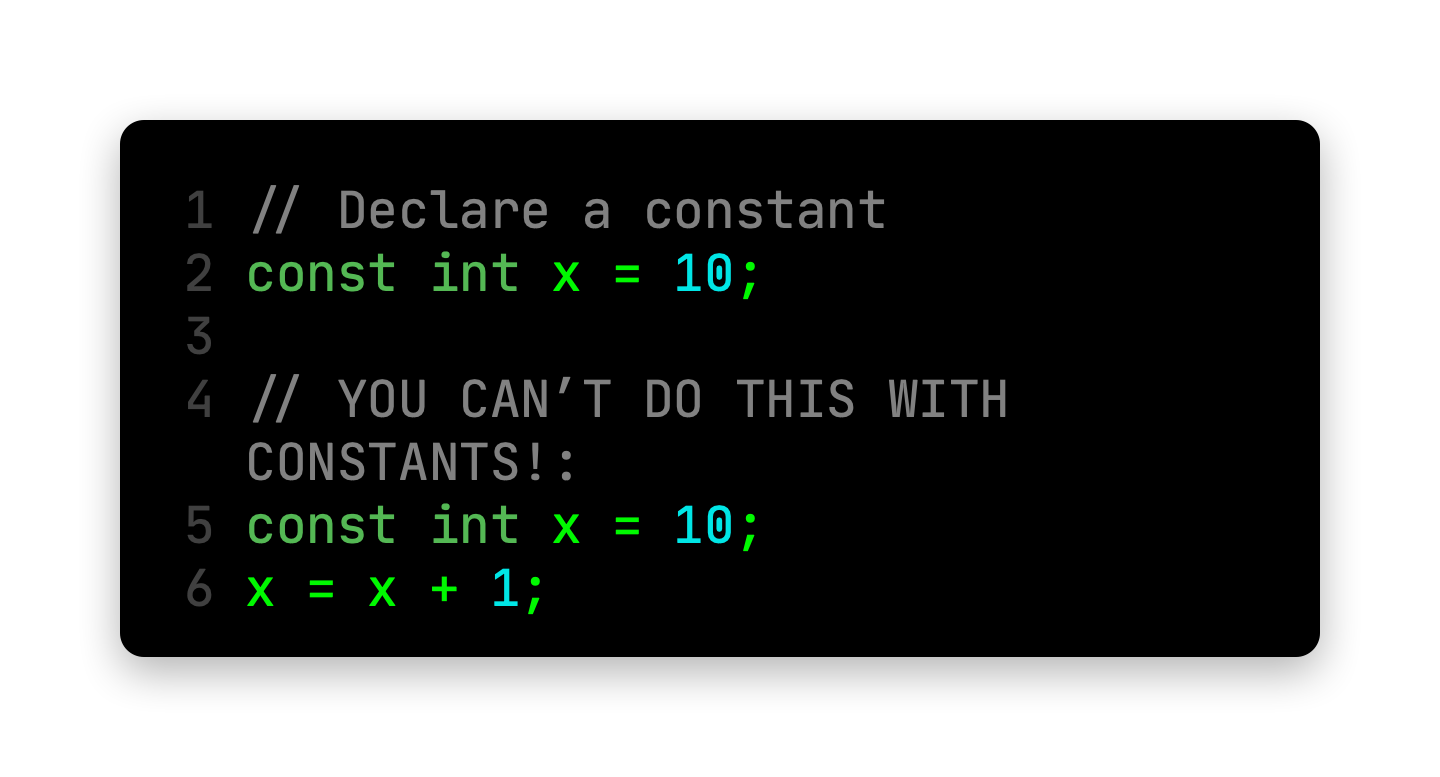 1 // Declare a constant
2 const int x = 10;
3
4 // YOU CAN’T DO THIS WITH
CONSTANTS!:
5 const int x = 10;
6 x = x + 1;